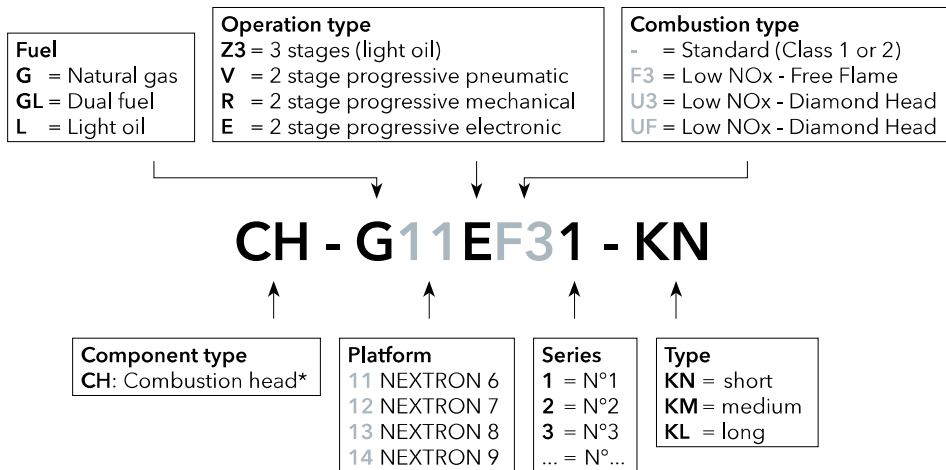 Fuel
G = Natural gas
GL = Dual fuel
L = Light oil
Operation type
Z3 = 3 stages (light oil)
V = 2 stage progressive pneumatic
R = 2 stage progressive mechanical
E = 2 stage progressive electronic
Combustion type
- = Standard (Class 1 or 2)
F3 = Low NOx - Free Flame
U3 = Low NOx - Diamond Head
UF = Low NOx - Diamond Head
CH - G11EF31 - KN
Component type
CH: Combustion head*
Platform
11 NEXTRON 6
12 NEXTRON 7
13 NEXTRON 8
14 NEXTRON 9
Series
1 = N°1
2 = N°2
3 = N°3
... = N°...
Type
KN = short
KM = medium
KL = long